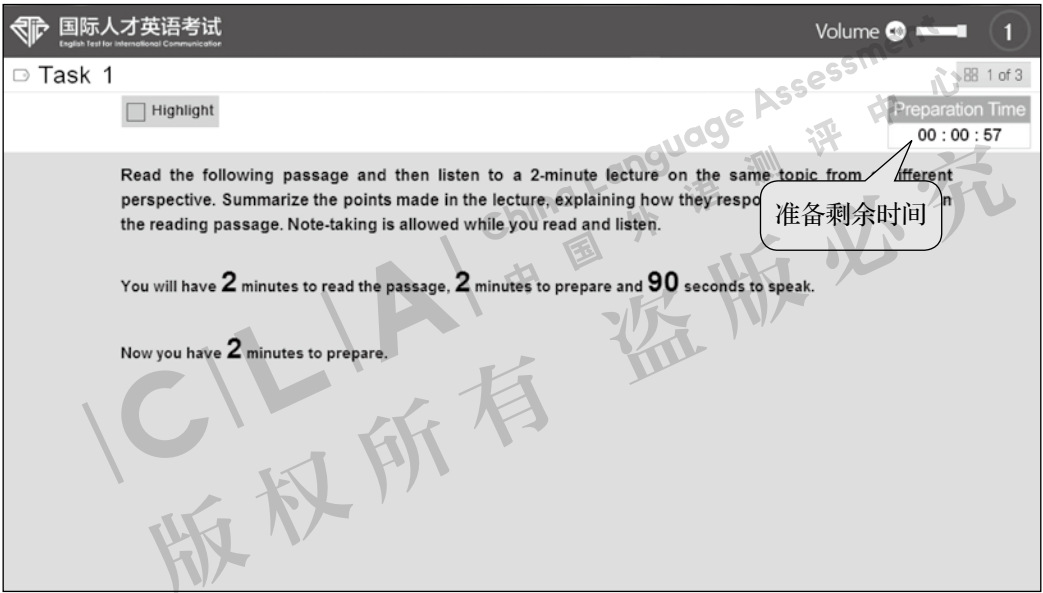 国际人才英语考试
English Test for International Communication
Volume
1
Task 1
1 of 3
Highlight
Preparation Time
00 : 00 : 57
Read the following passage and then listen to a 2-minute lecture on the same topic from ifferent
perspective. Summarize the points made in the lecture, explaining how they respo n
the reading passage. Note-taking is allowed while you read and listen.
准备剩余时间
You will have 2 minutes to read the passage, 2 minutes to prepare and 90 seconds to speak.
Now you have 2 minutes to prepare.
CLA
China Language Assessment
中国外语测评中心
版权所有 盗版必究